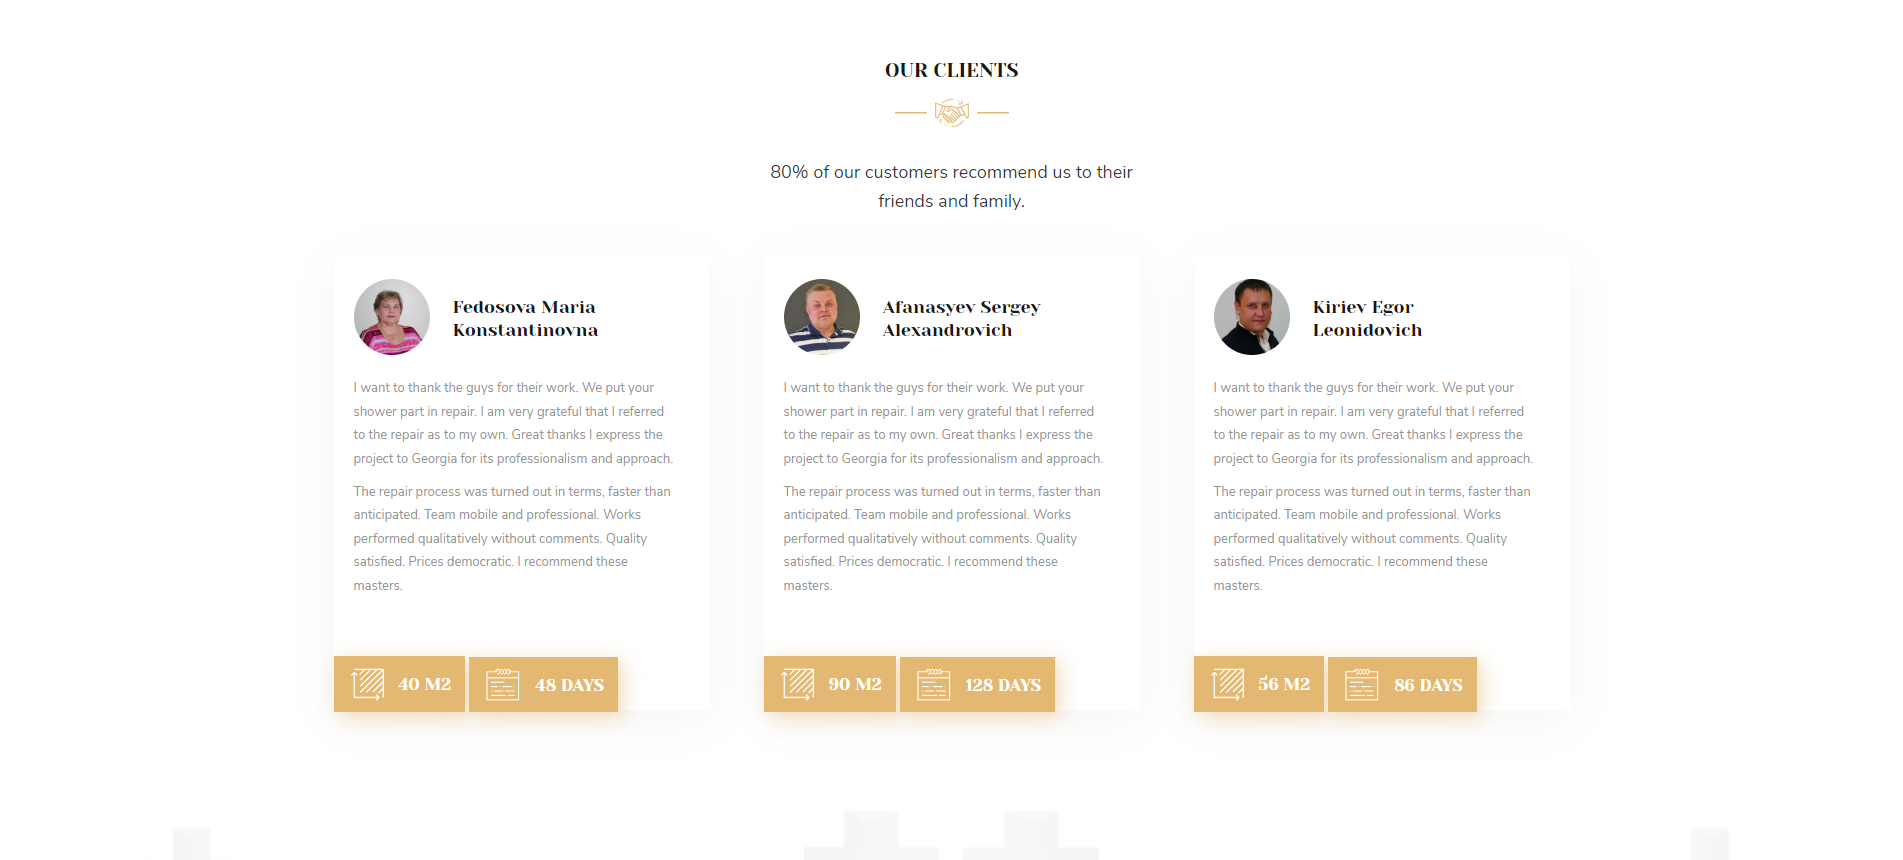 OUR CLIENTS
80% of our customers recommend us to their
friends and family.
Fedosova Maria
Konstantinovna
I want to thank the guys for their work. We put your
shower part in repair. I am very grateful that I referred
to the repair as to my own. Great thanks I express the
project to Georgia for its professionalism and approach.
The repair process was turned out in terms, faster than
anticipated. Team mobile and professional. Works
performed qualitatively without comments. Quality
satisfied. Prices democratic. I recommend these
masters.
40 M2
48 DAYS
Afanasyev Sergey
Alexandrovich
I want to thank the guys for their work. We put your
shower part in repair. I am very grateful that I referred
to the repair as to my own. Great thanks I express the
project to Georgia for its professionalism and approach.
The repair process was turned out in terms, faster than
anticipated. Team mobile and professional. Works
performed qualitatively without comments. Quality
satisfied. Prices democratic. I recommend these
masters.
90 M2
128 DAYS
Kiriev Egor
Leonidovich
I want to thank the guys for their work. We put your
shower part in repair. I am very grateful that I referred
to the repair as to my own. Great thanks I express the
project to Georgia for its professionalism and approach.
The repair process was turned out in terms, faster than
anticipated. Team mobile and professional. Works
performed qualitatively without comments. Quality
satisfied. Prices democratic. I recommend these
masters.
56 M2
86 DAYS